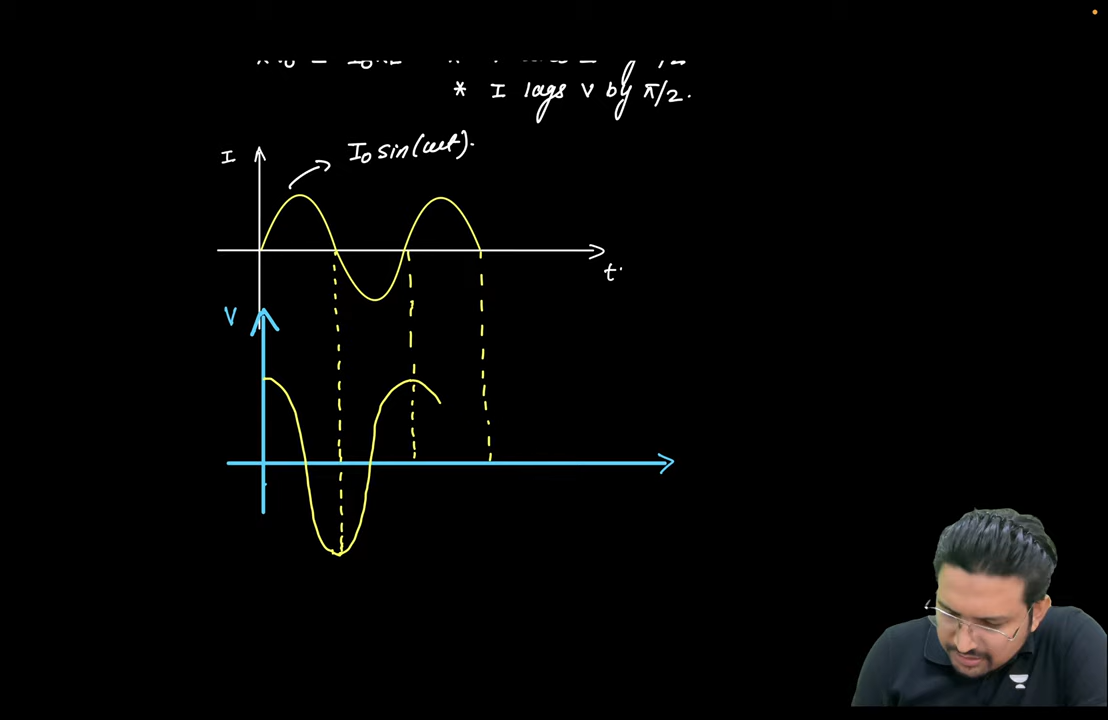 * I lags V by π/2.
I
I₀ sin(ωt).
t.
V